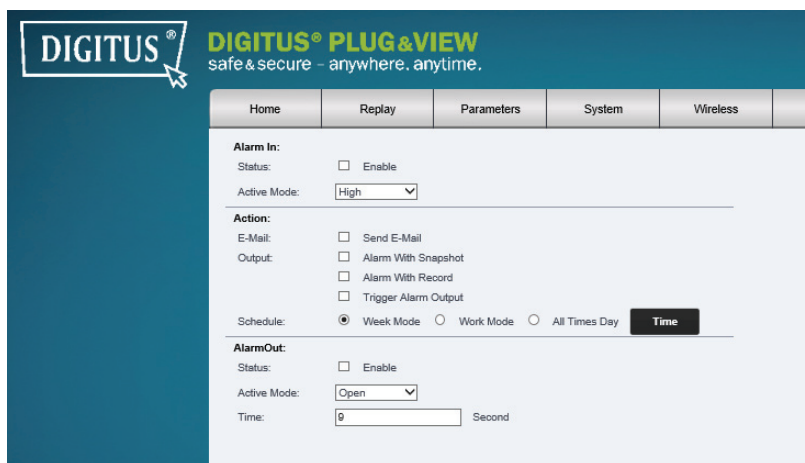 DIGITUS®
DIGITUS® PLUG&VIEW
safe & secure – anywhere. anytime.
Home Replay Parameters System Wireless
Alarm In:
Status: Enable
Active Mode: High
Action:
E-Mail: Send E-Mail
Output: Alarm With Snapshot
Alarm With Record
Trigger Alarm Output
Schedule: Week Mode Work Mode All Times Day Time
AlarmOut:
Status: Enable
Active Mode: Open
Time: 9 Second